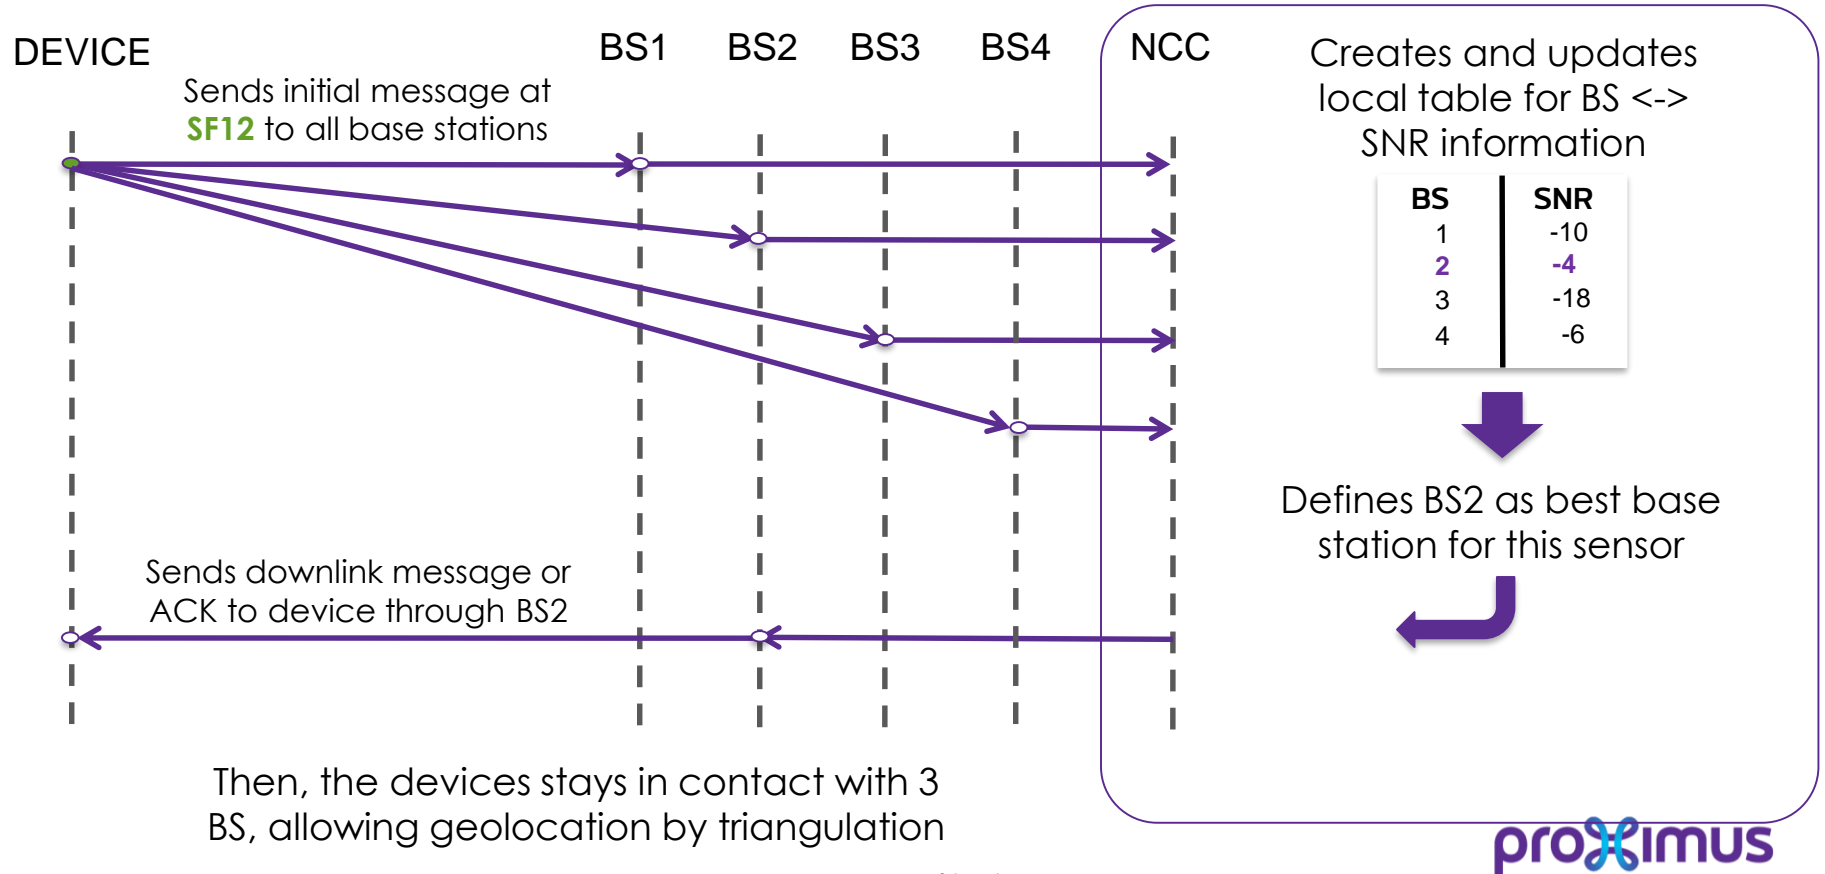 DEVICE
BS1
BS2
BS3
BS4
NCC
Sends initial message at
SF12 to all base stations
Creates and updates
local table for BS <->
SNR information
BS SNR
1 -10
2 -4
3 -18
4 -6
Defines BS2 as best base
station for this sensor
Sends downlink message or
ACK to device through BS2
Then, the devices stays in contact with 3
BS, allowing geolocation by triangulation
proximus